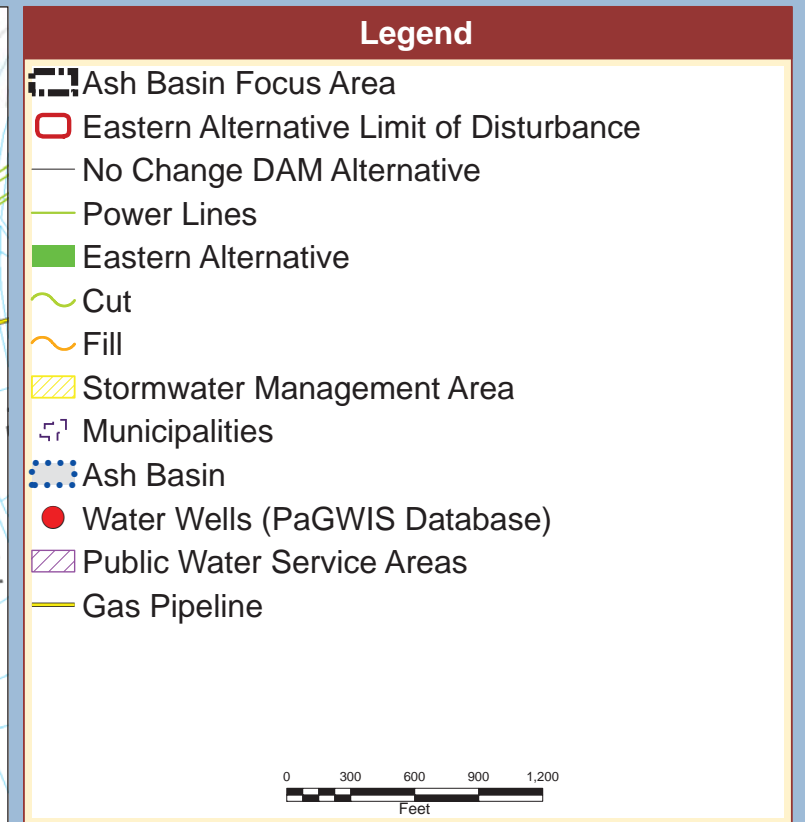 Legend
Ash Basin Focus Area
Eastern Alternative Limit of Disturbance
No Change DAM Alternative
Power Lines
Eastern Alternative
Cut
Fill
Stormwater Management Area
Municipalities
Ash Basin
Water Wells (PaGWIS Database)
Public Water Service Areas
Gas Pipeline
0 300 600 900 1,200
Feet